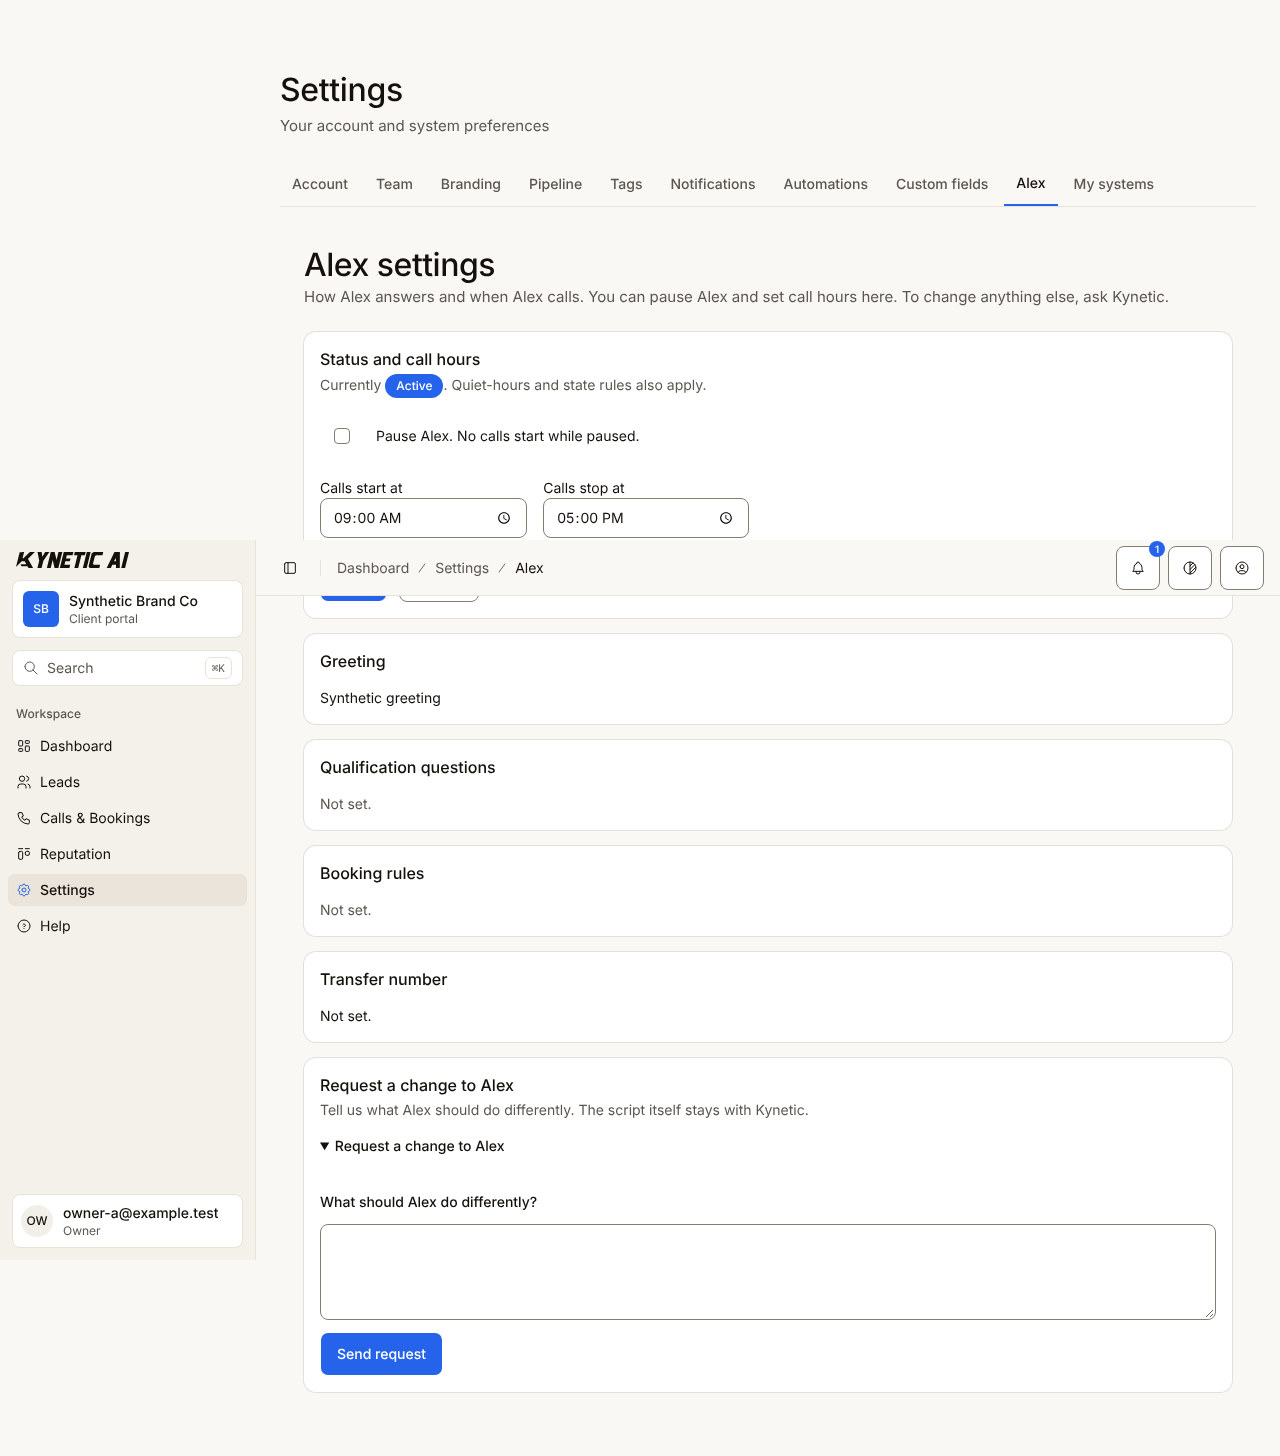 Settings
Your account and system preferences
Account Team Branding Pipeline Tags Notifications Automations Custom fields Alex My systems
Alex settings
How Alex answers and when Alex calls. You can pause Alex and set call hours here. To change anything else, ask Kynetic.
Status and call hours
Currently Active. Quiet-hours and state rules also apply.
Pause Alex. No calls start while paused.
Calls start at Calls stop at
09:00 AM 05:00 PM
KYNETIC AI
Dashboard / Settings / Alex
1
SB
Synthetic Brand Co
Client portal
Search ⌘K
Workspace
Dashboard
Leads
Calls & Bookings
Reputation
Settings
Help
OW
owner-a@example.test
Owner
Greeting
Synthetic greeting
Qualification questions
Not set.
Booking rules
Not set.
Transfer number
Not set.
Request a change to Alex
Tell us what Alex should do differently. The script itself stays with Kynetic.
▼ Request a change to Alex
What should Alex do differently?
Send request